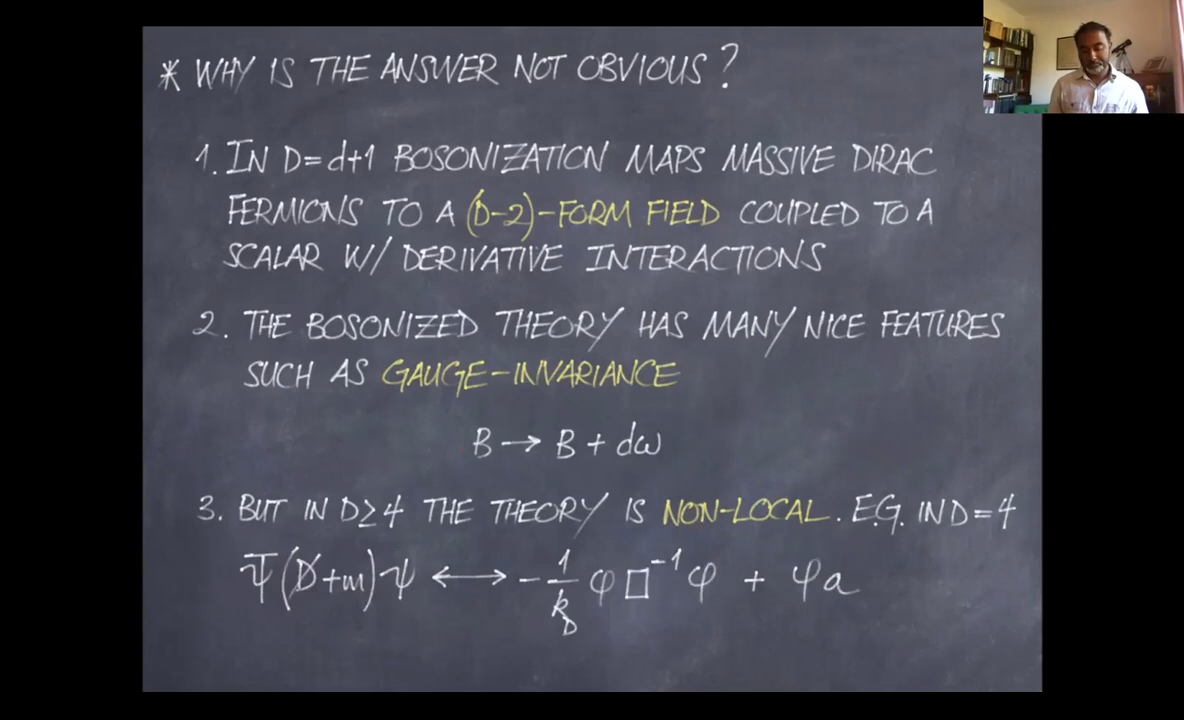 * WHY IS THE ANSWER NOT OBVIOUS?
1. IN D=d+1 BOSONIZATION MAPS MASSIVE DIRAC
FERMIONS TO A (D-2)-FORM FIELD COUPLED TO A
SCALAR W/ DERIVATIVE INTERACTIONS
2. THE BOSONIZED THEORY HAS MANY NICE FEATURES
SUCH AS GAUGE-INVARIANCE
B → B + dω
3. BUT IN D≥4 THE THEORY IS NON-LOCAL. E.G. IN D=4
Ψ̄(D̸+m)ψ ⟷ -1/k_D φ□⁻¹φ + φa